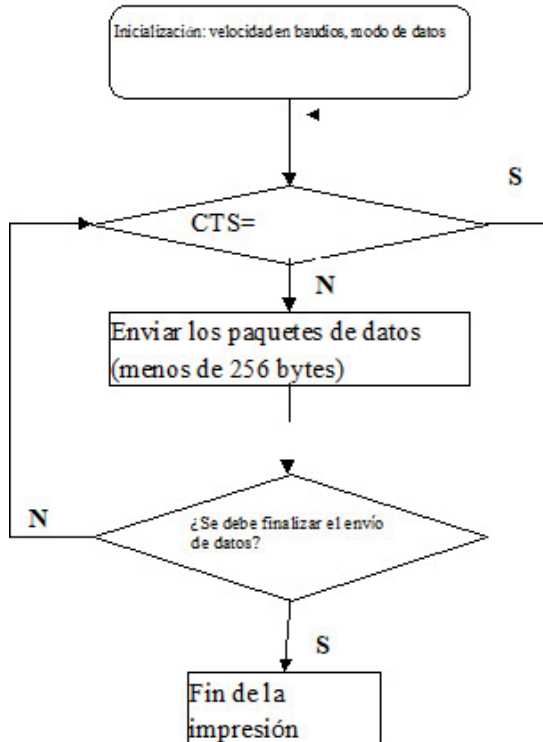 Inicialización: velocidad en baudios, modo de datos
S
CTS=
N
Enviar los paquetes de datos
(menos de 256 bytes)
N
¿Se debe finalizar el envío
de datos?
S
Fin de la
impresión